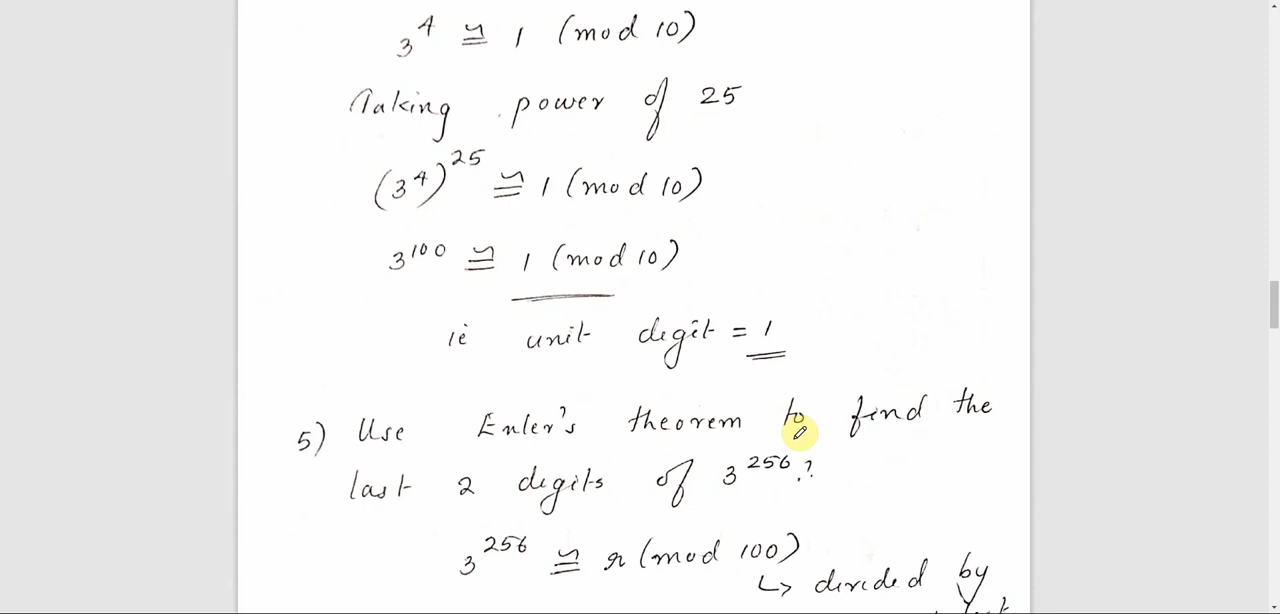 3^4 ≌ 1 (mod 10)
Taking power of 25
(3^4)^25 ≌ 1 (mod 10)
3^100 ≌ 1 (mod 10)
ie unit digit = 1
5) Use Euler's theorem to find the
last 2 digits of 3^256 ?
3^256 ≌ r (mod 100)
↳ divided by